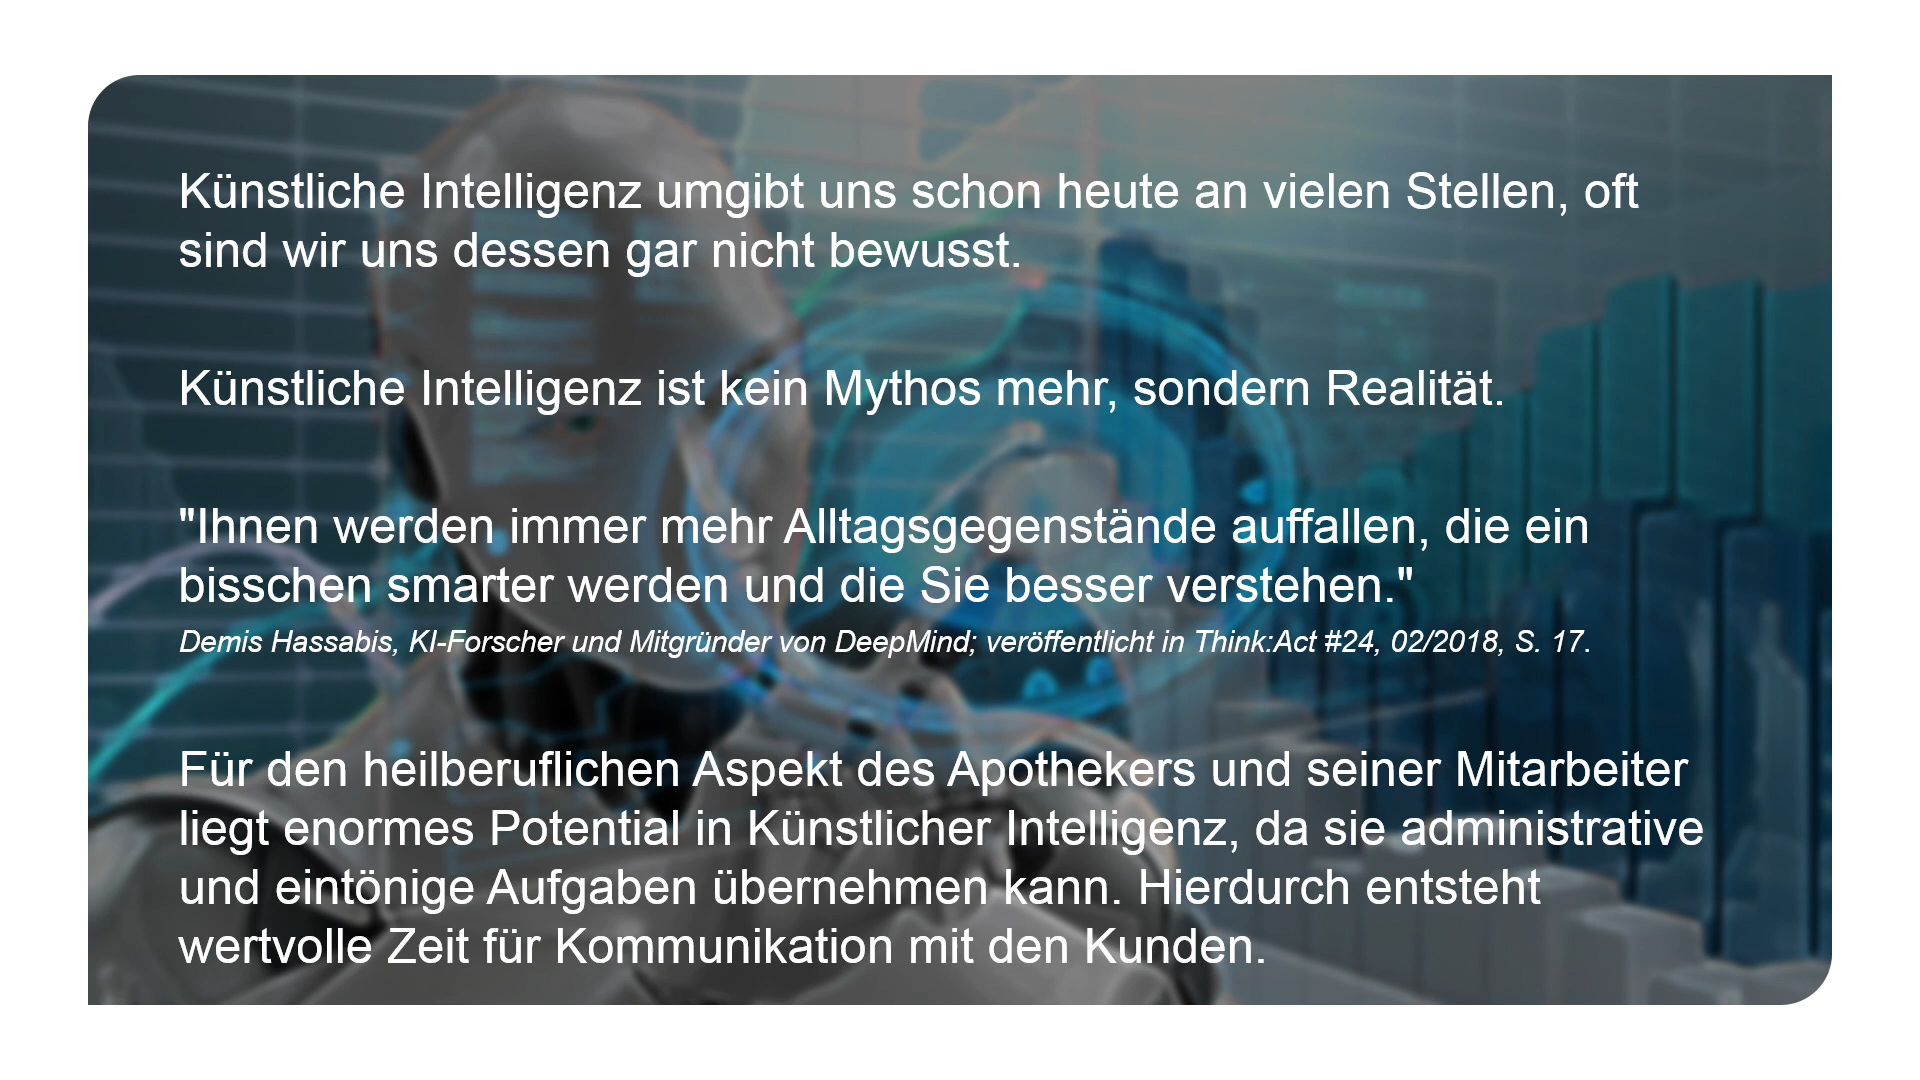 Künstliche Intelligenz umgibt uns schon heute an vielen Stellen, oft
sind wir uns dessen gar nicht bewusst.
Künstliche Intelligenz ist kein Mythos mehr, sondern Realität.
"Ihnen werden immer mehr Alltagsgegenstände auffallen, die ein
bisschen smarter werden und die Sie besser verstehen."
Demis Hassabis, KI-Forscher und Mitgründer von DeepMind; veröffentlicht in Think:Act #24, 02/2018, S. 17.
Für den heilberuflichen Aspekt des Apothekers und seiner Mitarbeiter
liegt enormes Potential in Künstlicher Intelligenz, da sie administrative
und eintönige Aufgaben übernehmen kann. Hierdurch entsteht
wertvolle Zeit für Kommunikation mit den Kunden.